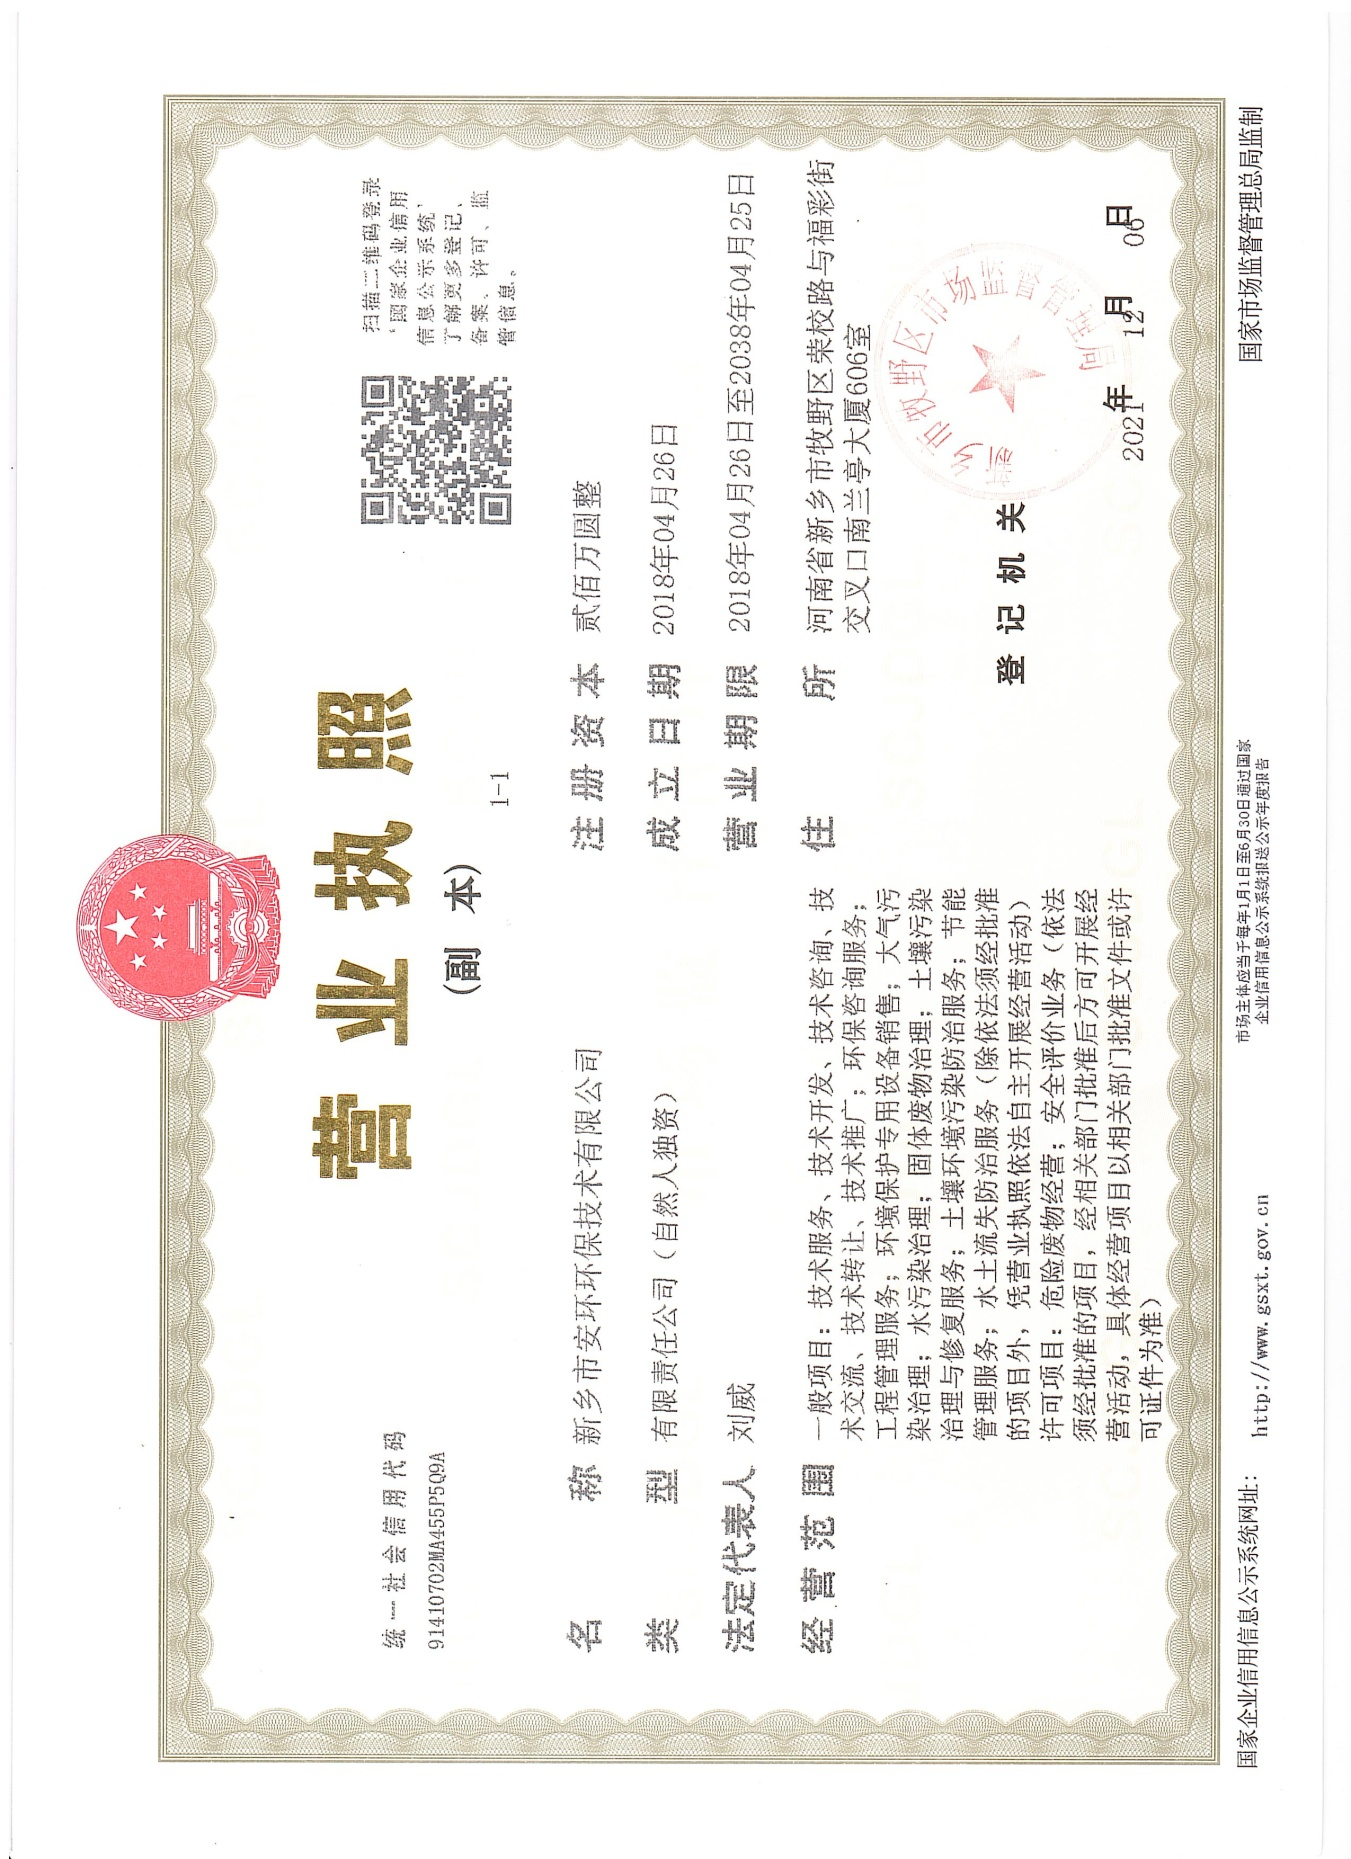 营业执照
(副 本)
1-1
统一社会信用代码
91410702MA455P5Q9A
扫描二维码登录
‘国家企业信用
信息公示系统’
了解更多登记、
备案、许可、监
管信息。
名 称 新乡市安环环保技术有限公司
类 型 有限责任公司（自然人独资）
法定代表人 刘威
经营范围 一般项目：技术服务、技术开发、技术咨询、技
术交流、技术转让、技术推广；环保咨询服务；
工程管理服务；环境保护专用设备销售；大气污
染治理；水污染治理；固体废物治理；土壤污染
治理与修复服务；土壤环境污染防治服务；节能
管理服务；水土流失防治服务（除依法须经批准
的项目外，凭营业执照依法自主开展经营活动）
许可项目：危险废物经营；安全评价业务（依法
须经批准的项目，经相关部门批准后方可开展经
营活动，具体经营项目以相关部门批准文件或许
可证件为准）
注册资本 贰佰万圆整
成立日期 2018年04月26日
营业期限 2018年04月26日至2038年04月25日
住 所 河南省新乡市牧野区荣校路与福彩街
交叉口南兰亭大厦606室
登记机关
新乡市牧野区市场监督管理局
2021年12月06日
国家企业信用信息公示系统网址：
http://www.gsxt.gov.cn
市场主体应当于每年1月1日至6月30日通过国家
企业信用信息公示系统报送公示年度报告
国家市场监督管理总局监制